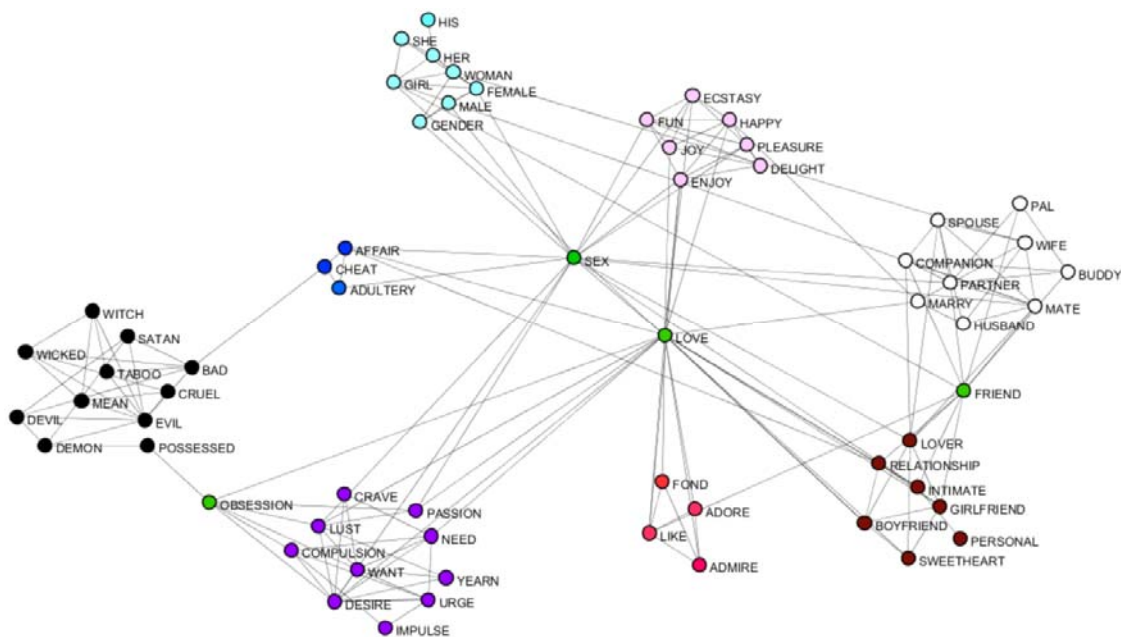 HIS
SHE
HER
WOMAN
GIRL
FEMALE
MALE
GENDER
ECSTASY
FUN
HAPPY
JOY
PLEASURE
DELIGHT
ENJOY
PAL
SPOUSE
WIFE
COMPANION
BUDDY
PARTNER
MARRY
MATE
HUSBAND
AFFAIR
CHEAT
ADULTERY
SEX
LOVE
WITCH
SATAN
WICKED
TABOO
BAD
CRUEL
MEAN
DEVIL
EVIL
DEMON
POSSESSED
FRIEND
LOVER
RELATIONSHIP
INTIMATE
GIRLFRIEND
BOYFRIEND
PERSONAL
SWEETHEART
OBSESSION
CRAVE
PASSION
LUST
NEED
COMPULSION
WANT
YEARN
DESIRE
URGE
IMPULSE
FOND
ADORE
LIKE
ADMIRE